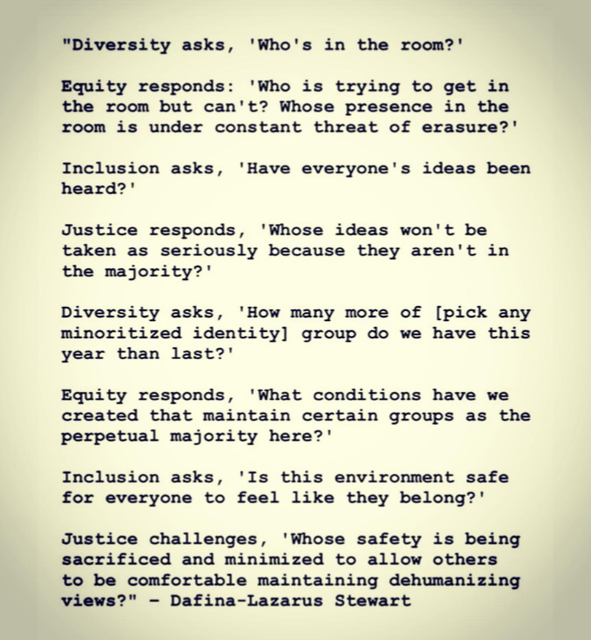 "Diversity asks, 'Who's in the room?'
Equity responds: 'Who is trying to get in
the room but can't? Whose presence in the
room is under constant threat of erasure?'
Inclusion asks, 'Have everyone's ideas been
heard?'
Justice responds, 'Whose ideas won't be
taken as seriously because they aren't in
the majority?'
Diversity asks, 'How many more of [pick any
minoritized identity] group do we have this
year than last?'
Equity responds, 'What conditions have we
created that maintain certain groups as the
perpetual majority here?'
Inclusion asks, 'Is this environment safe
for everyone to feel like they belong?'
Justice challenges, 'Whose safety is being
sacrificed and minimized to allow others
to be comfortable maintaining dehumanizing
views?" – Dafina-Lazarus Stewart